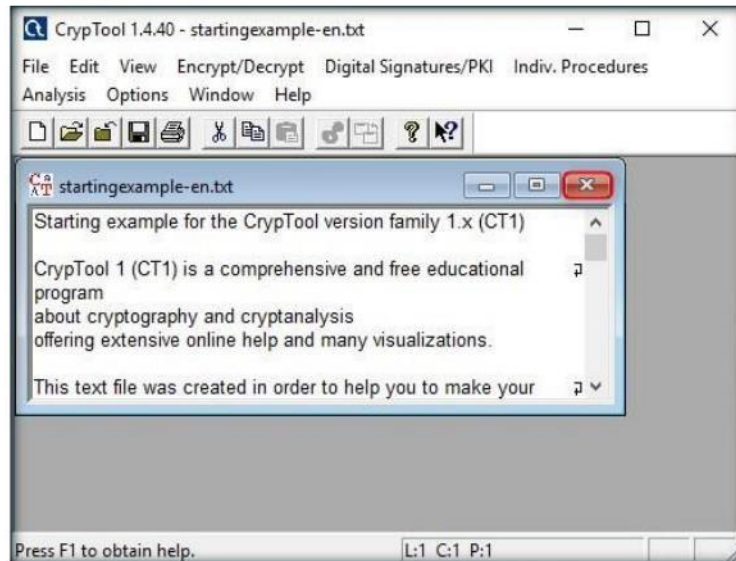 CrypTool 1.4.40 - startingexample-en.txt
File Edit View Encrypt/Decrypt Digital Signatures/PKI Indiv. Procedures
Analysis Options Window Help
startingexample-en.txt
Starting example for the CrypTool version family 1.x (CT1)
CrypTool 1 (CT1) is a comprehensive and free educational
program
about cryptography and cryptanalysis
offering extensive online help and many visualizations.
This text file was created in order to help you to make your
Press F1 to obtain help.
L:1 C:1 P:1